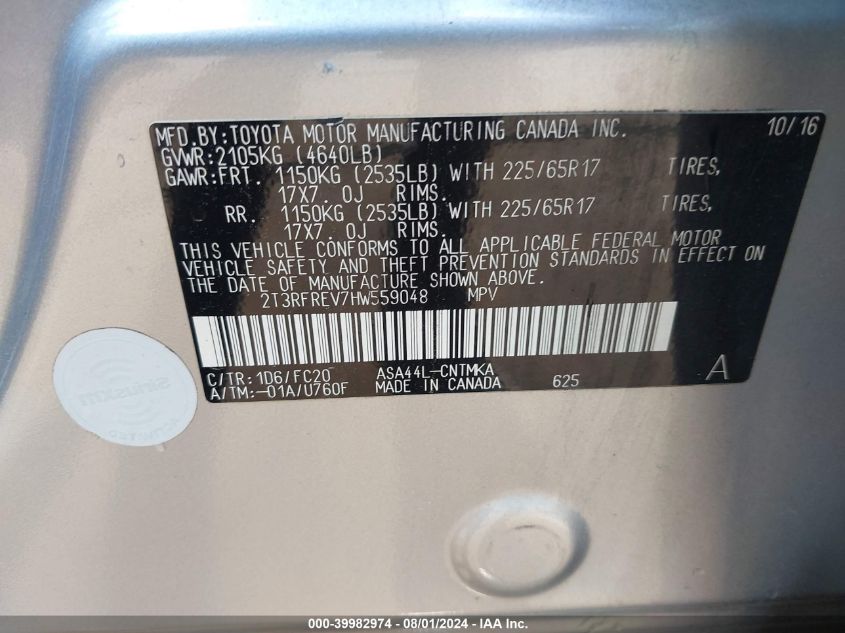 MFD.BY:TOYOTA MOTOR MANUFACTURING CANADA INC. 10/16
GVWR:2105KG (4640LB)
GAWR:FRT. 1150KG (2535LB) WITH 225/65R17 TIRES,
17X7.0J RIMS.
RR. 1150KG (2535LB) WITH 225/65R17 TIRES,
17X7.0J RIMS.
THIS VEHICLE CONFORMS TO ALL APPLICABLE FEDERAL MOTOR
VEHICLE SAFETY AND THEFT PREVENTION STANDARDS IN EFFECT ON
THE DATE OF MANUFACTURE SHOWN ABOVE.
2T3RFREV7HW559048 MPV
C/TR:1D6/FC20 ASA44L-CNTMKA
A/TM:-01A/U760F MADE IN CANADA 625 A
SiriusXM
000-39982974 - 08/01/2024 - IAA Inc.